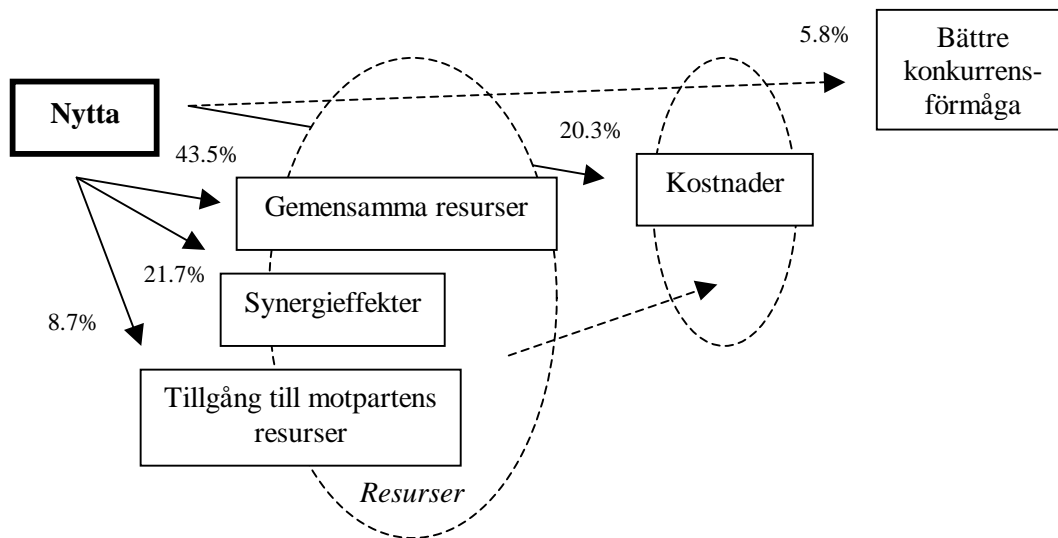 5.8%
Bättre
konkurrens-
förmåga
Nytta
20.3%
43.5%
Kostnader
Gemensamma resurser
21.7%
Synergieffekter
8.7%
Tillgång till motpartens
resurser
Resurser